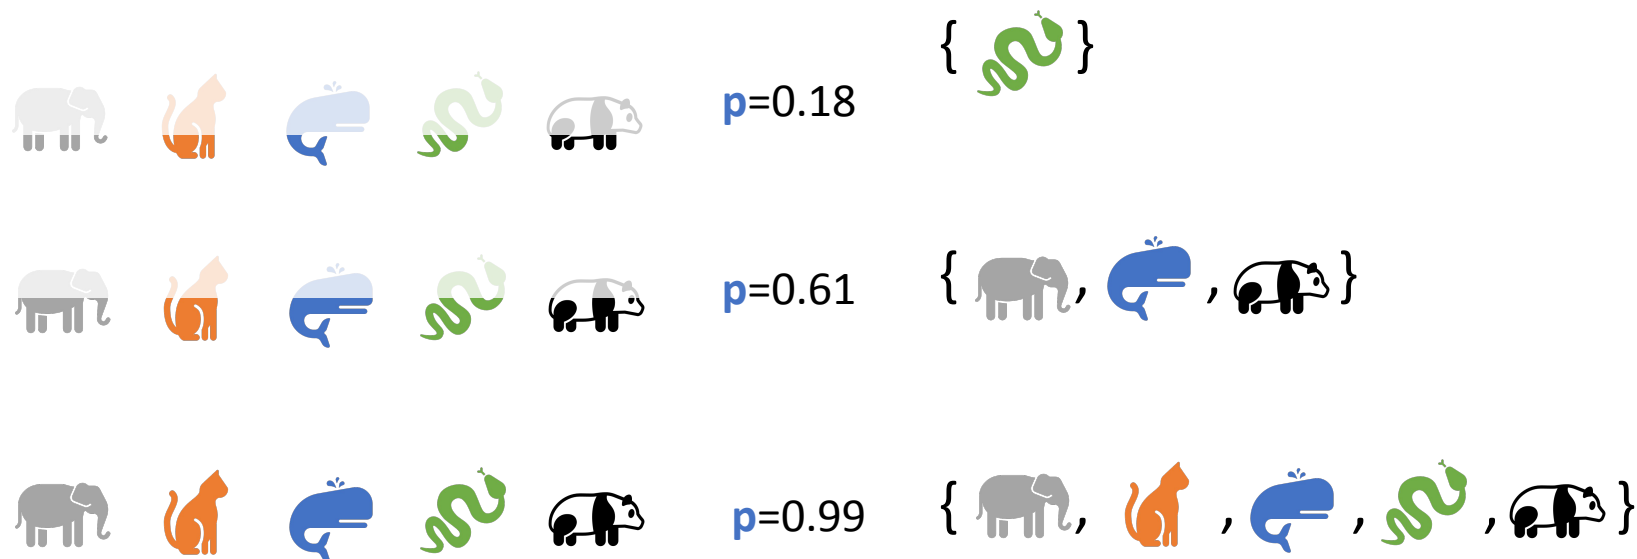 p=0.18 { }
p=0.61 { , , }
p=0.99 { , , , , }